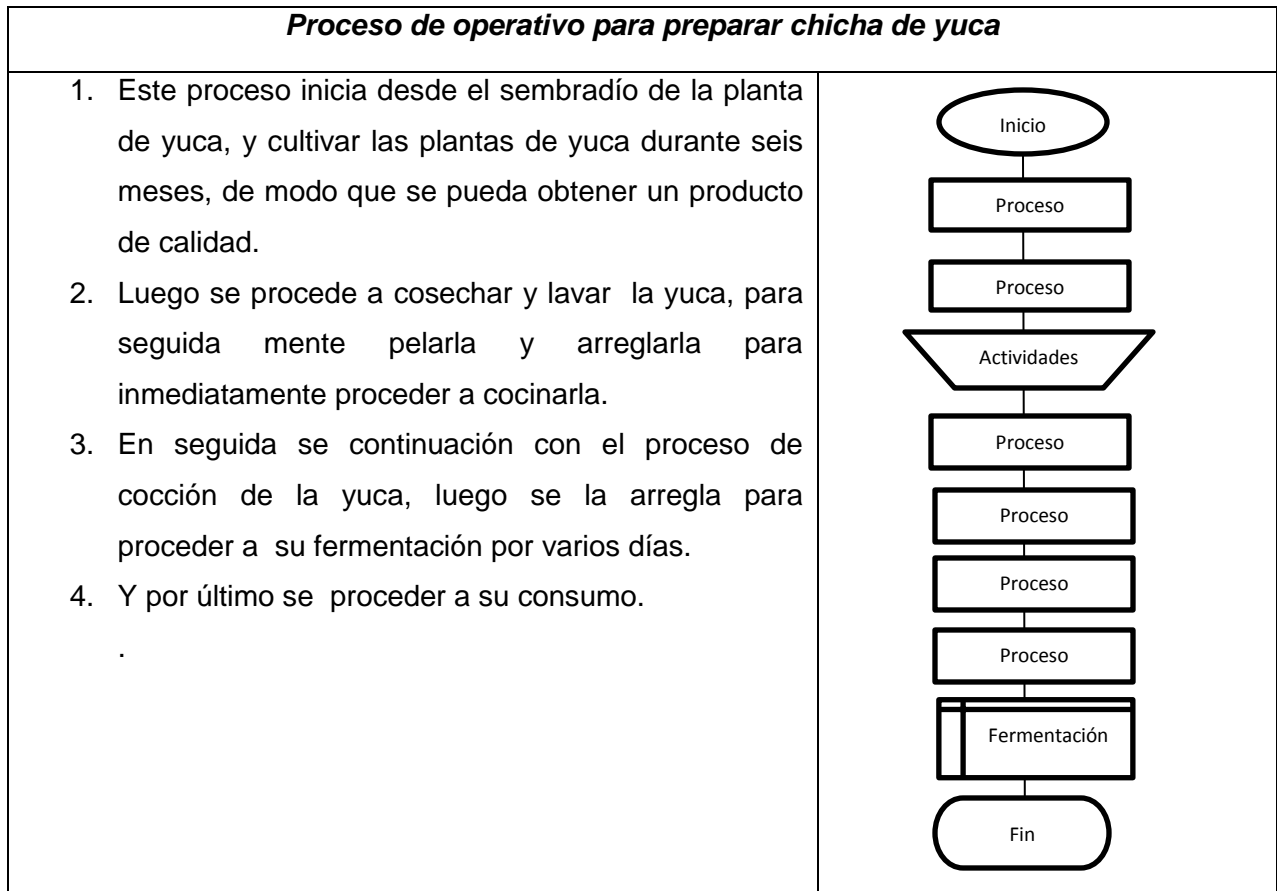 Proceso de operativo para preparar chicha de yuca
1. Este proceso inicia desde el sembradío de la planta
de yuca, y cultivar las plantas de yuca durante seis
meses, de modo que se pueda obtener un producto
de calidad.
2. Luego se procede a cosechar y lavar la yuca, para
seguida mente pelarla y arreglarla para
inmediatamente proceder a cocinarla.
3. En seguida se continuación con el proceso de
cocción de la yuca, luego se la arregla para
proceder a su fermentación por varios días.
4. Y por último se proceder a su consumo.
.
Inicio
Proceso
Proceso
Actividades
Proceso
Proceso
Proceso
Proceso
Fermentación
Fin